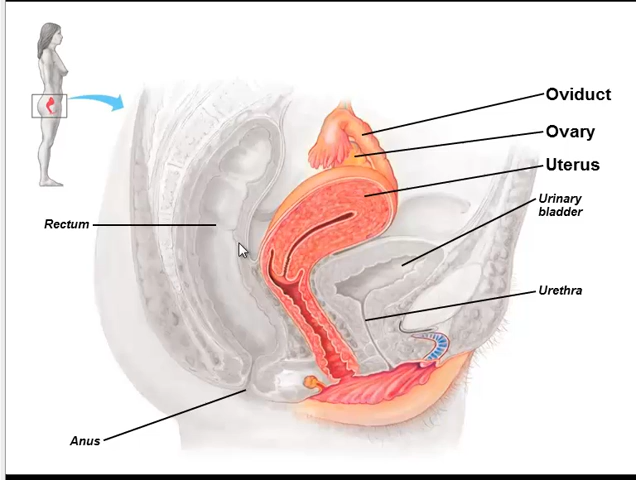 Oviduct
Ovary
Uterus
Urinary
bladder
Rectum
Urethra
Anus